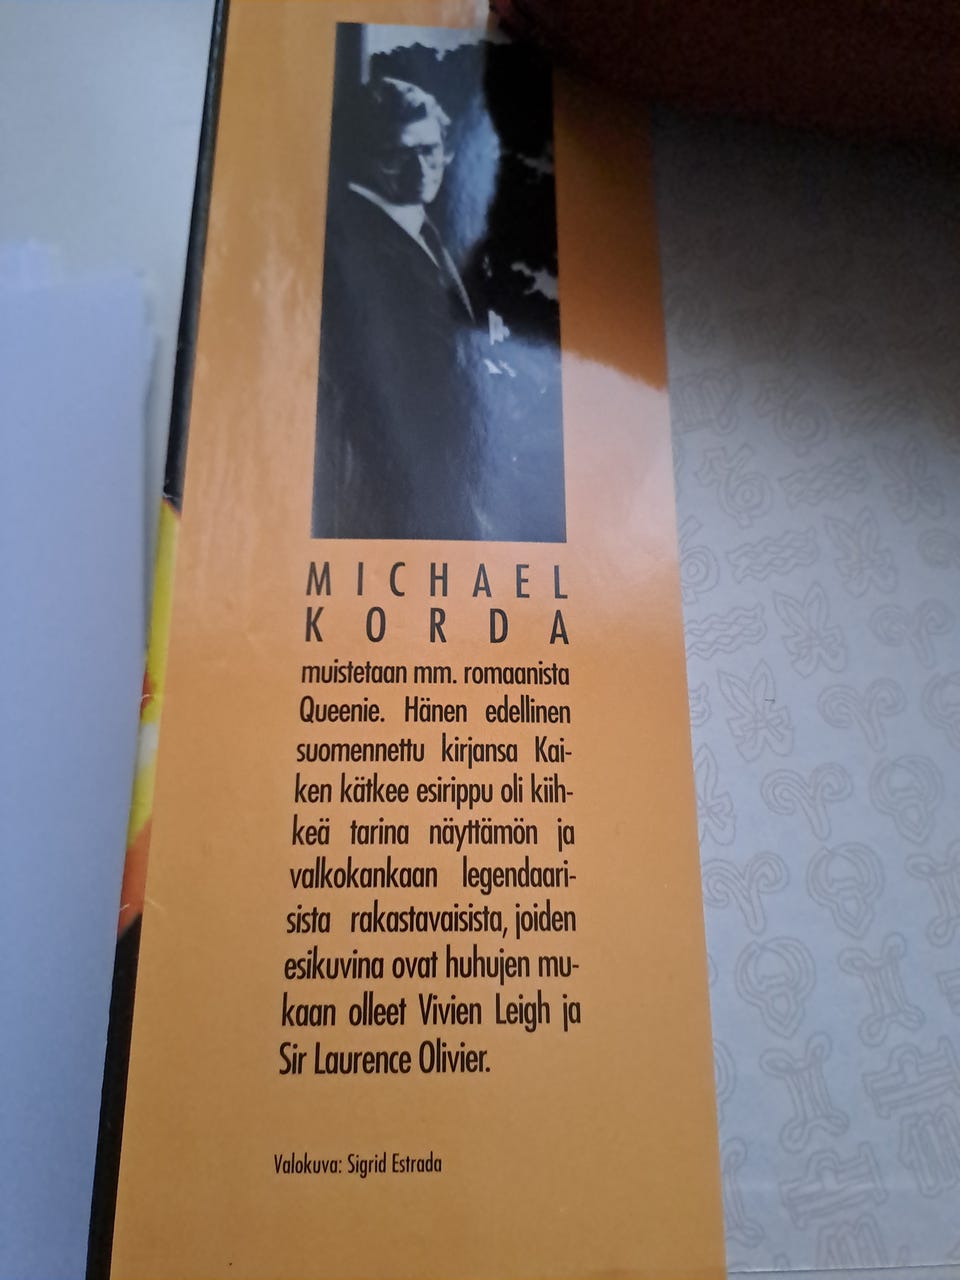 MICHAEL
KORDA
muistetaan mm. romaanista
Queenie. Hänen edellinen
suomennettu kirjansa Kai-
ken kätkee esirippu oli kiih-
keä tarina näyttämön ja
valkokankaan legendaari-
sista rakastavaisista, joiden
esikuvina ovat huhujen mu-
kaan olleet Vivien Leigh ja
Sir Laurence Olivier.
Valokuva: Sigrid Estrada